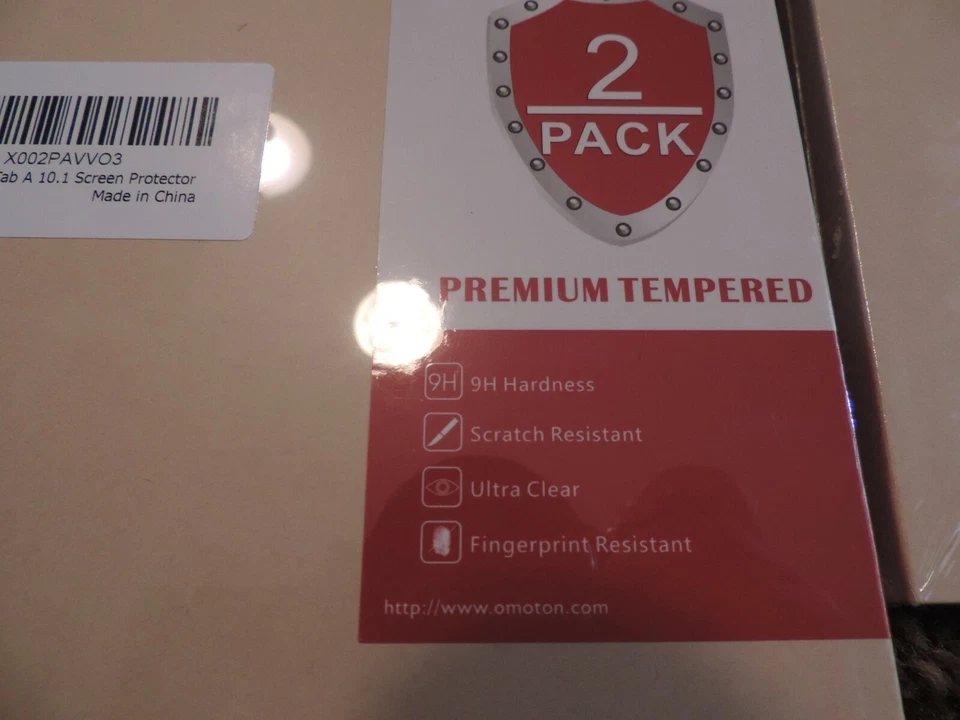 X002PAVVO3
Tab A 10.1 Screen Protector
Made in China
2
PACK
PREMIUM TEMPERED
9H 9H Hardness
Scratch Resistant
Ultra Clear
Fingerprint Resistant
http://www.omoton.com